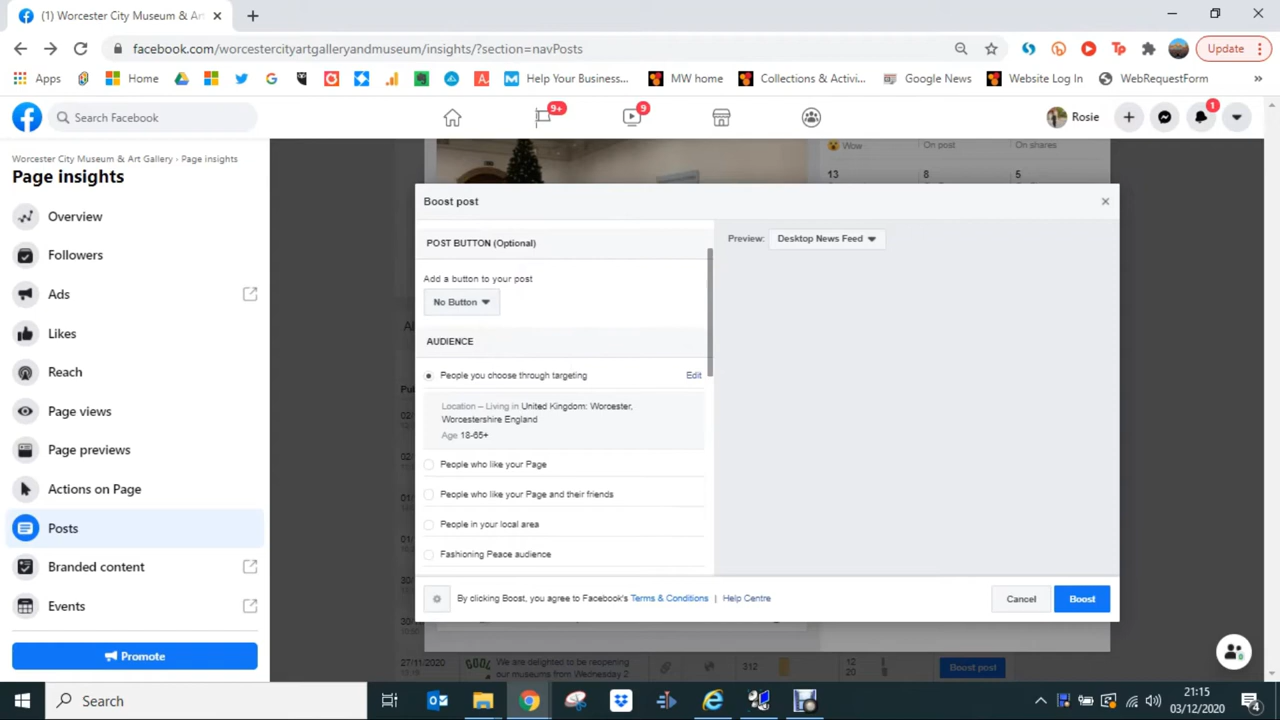 (1) Worcester City Museum & Ar
facebook.com/worcestercityartgalleryandmuseum/insights/?section=navPosts
Update
Apps
Home
Help Your Business...
MW home
Collections & Activi...
Google News
Website Log In
WebRequestForm
»
Search Facebook
9+
9
Rosie
1
Worcester City Museum & Art Gallery › Page insights
Page insights
Overview
Followers
Ads
Likes
Reach
Page views
Page previews
Actions on Page
Posts
Branded content
Events
Promote
Wow
On post
On shares
13
8
5
Boost post
POST BUTTON (Optional)
Add a button to your post
No Button
AUDIENCE
People you choose through targeting
Edit
Location – Living in United Kingdom: Worcester,
Worcestershire England
Age 18-65+
People who like your Page
People who like your Page and their friends
People in your local area
Fashioning Peace audience
By clicking Boost, you agree to Facebook's Terms & Conditions | Help Centre
Cancel
Boost
Preview:
Desktop News Feed
27/11/2020
We are delighted to be reopening
our museums from Wednesday 2
312
12
20
Boost post
Search
21:15
03/12/2020
4